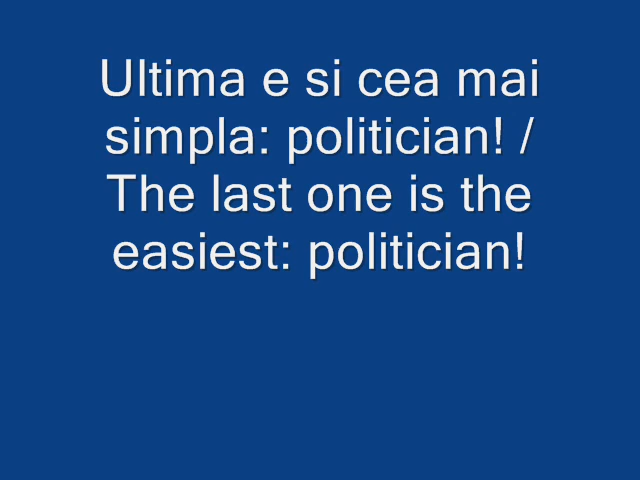 Ultima e si cea mai
simpla: politician! /
The last one is the
easiest: politician!